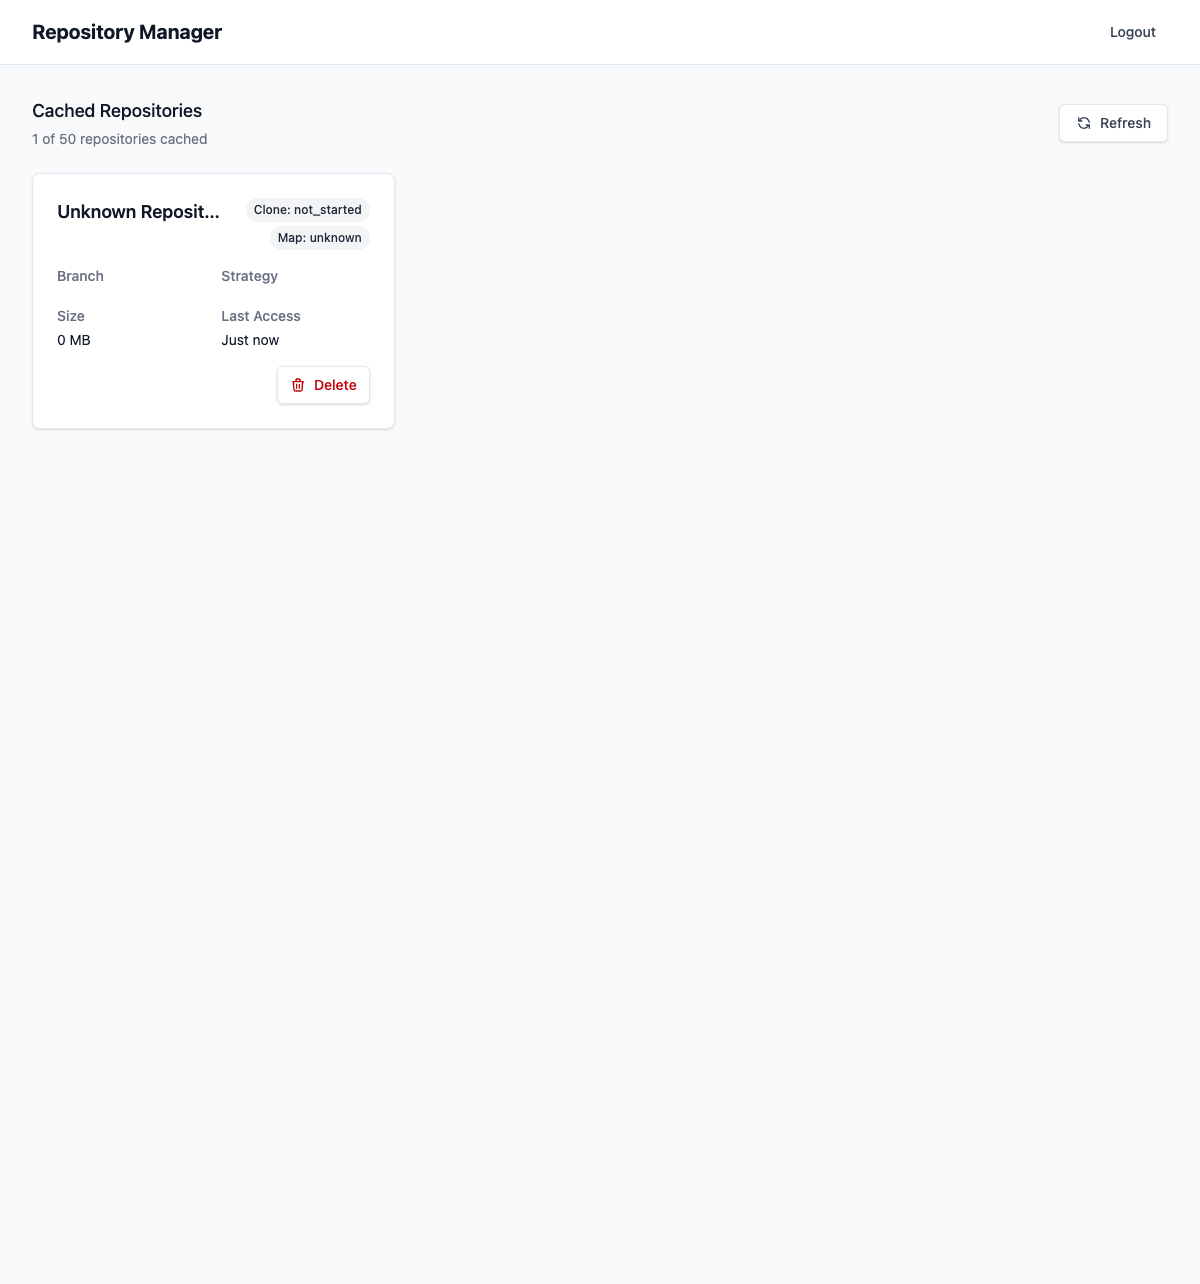 Repository Manager
Logout
Cached Repositories
1 of 50 repositories cached
Refresh
Unknown Reposit...
Clone: not_started
Map: unknown
Branch
Strategy
Size
Last Access
0 MB
Just now
Delete